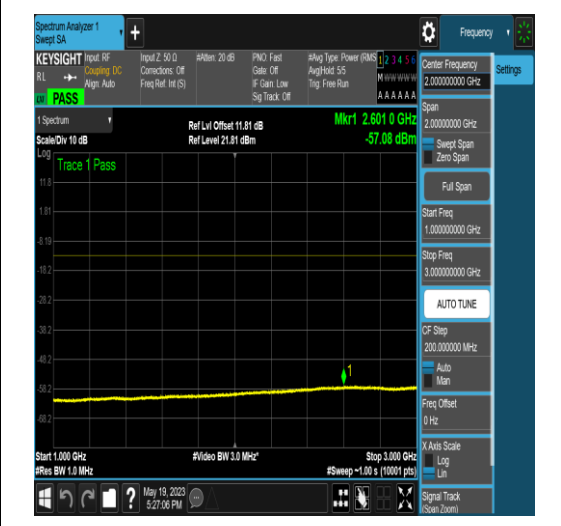 Spectrum Analyzer 1
Swept SA
Frequency
KEYSIGHT
RL
PASS
Input: RF
Coupling: DC
Align: Auto
Input Z: 50 Ω
Corrections: Off
Freq Ref: Int (S)
#Atten: 20 dB
PNO: Fast
Gate: Off
IF Gain: Low
Sig Track: Off
#Avg Type: Power (RMS
Avg|Hold: 5/5
Trig: Free Run
1 2 3 4 5 6
M W W W W W
A A A A A A
1 Spectrum
Scale/Div 10 dB
Log
Ref Lvl Offset 11.81 dB
Ref Level 21.81 dBm
Mkr1 2.601 0 GHz
-57.08 dBm
Trace 1 Pass
11.8
1.81
-8.19
-18.2
-28.2
-38.2
-48.2
-58.2
-68.2
1
Start 1.000 GHz
#Res BW 1.0 MHz
#Video BW 3.0 MHz*
Stop 3.000 GHz
#Sweep ~1.00 s (10001 pts)
May 19, 2023
5:27:06 PM
Center Frequency
2.000000000 GHz
Settings
Span
2.00000000 GHz
Swept Span
Zero Span
Full Span
Start Freq
1.000000000 GHz
Stop Freq
3.000000000 GHz
AUTO TUNE
CF Step
200.000000 MHz
Auto
Man
Freq Offset
0 Hz
X Axis Scale
Log
Lin
Signal Track
(Span Zoom)